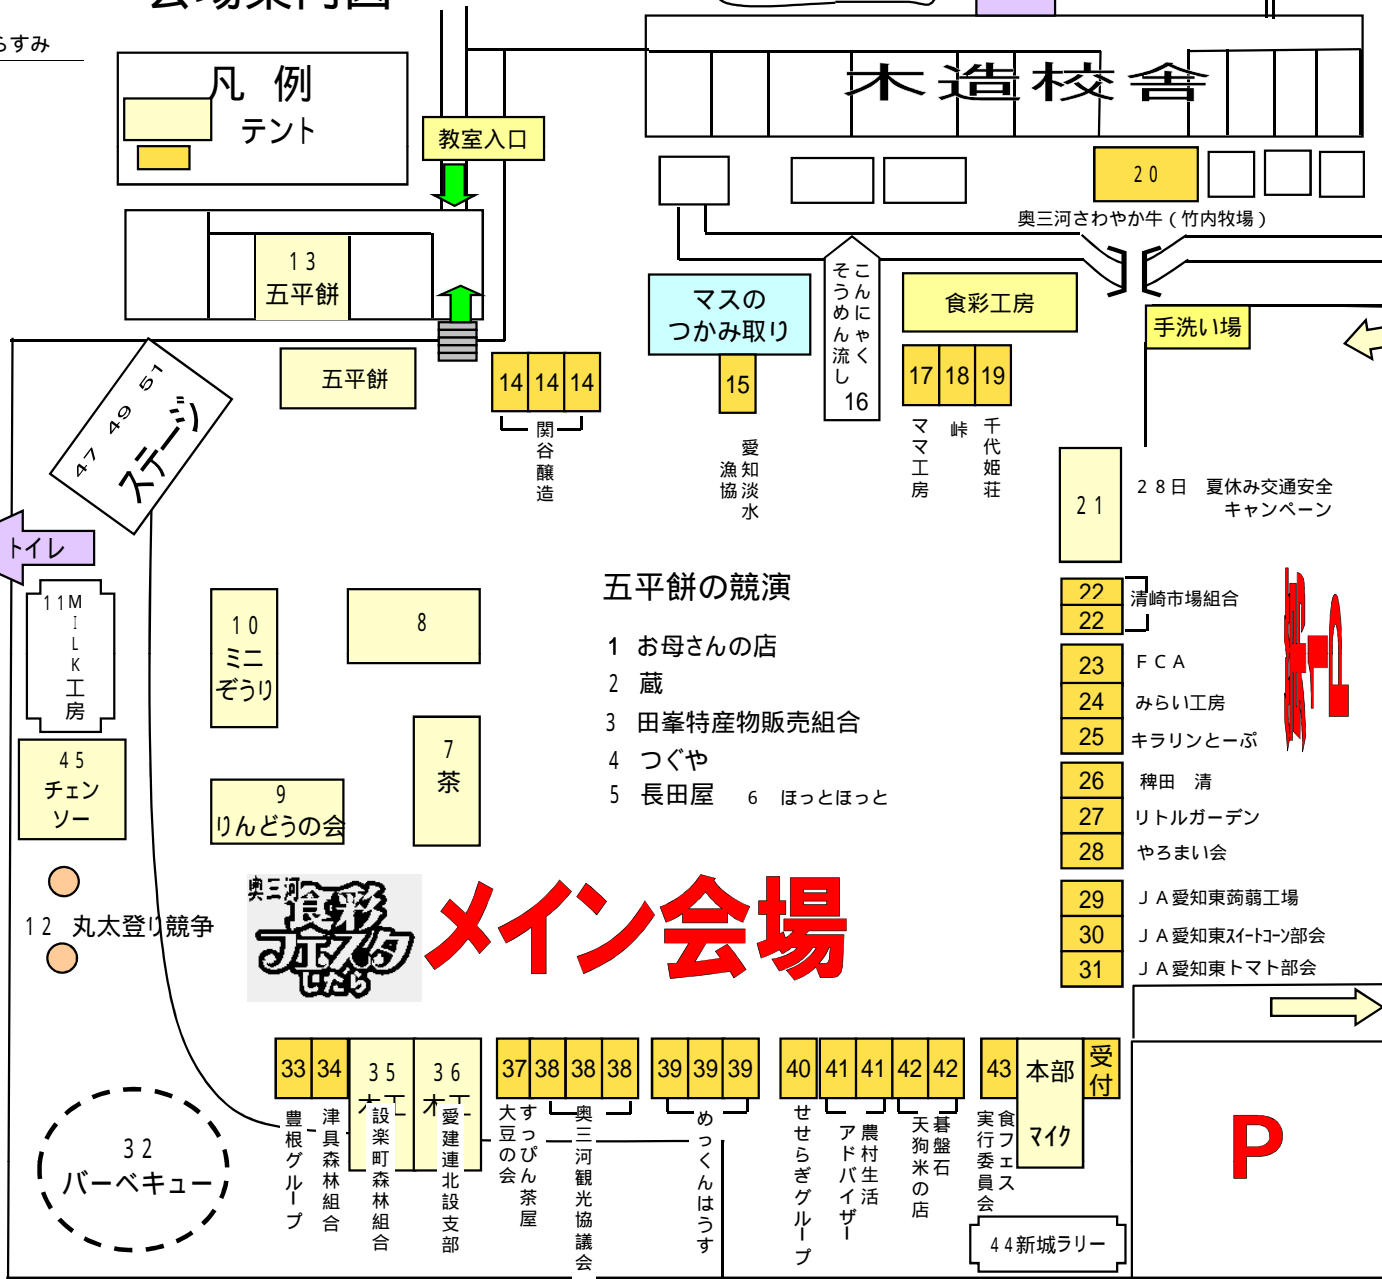 会場案内図
らすみ
凡 例
テント
教室入口
木造校舎
20
奥三河さわやか牛(竹内牧場)
13
五平餅
マスの
つかみ取り
こんにゃく
そうめん流し
16
食彩工房
手洗い場
五平餅
14 14 14
関谷醸造
15
愛知淡水
漁協
17 18 19
ママ工房
峠
千代姫荘
47 49 51
ステージ
トイレ
21
28日 夏休み交通安全
キャンペーン
11
MILK工房
10
ミニ
ぞうり
8
五平餅の競演
1 お母さんの店
2 蔵
3 田峯特産物販売組合
4 つぐや
5 長田屋 6 ほっとほっと
22
22
清崎市場組合
23 FCA
24 みらい工房
25 キラリンとーぷ
26 稗田 清
27 リトルガーデン
28 やろまい会
29 JA愛知東蒟蒻工場
30 JA愛知東スイートコーン部会
31 JA愛知東トマト部会
45
チェン
ソー
7
茶
9
りんどうの会
12 丸太登り競争
奥三河
食彩
フェスタ
したら
メイン会場
32
バーベキュー
33 34 35 36 37 38 38 38 39 39 39 40 41 41 42 42 43
本部
マイク
受付
豊根グループ
津具森林組合
設楽町森林組合
愛建連北設支部
大豆の会
すっぴん茶屋
奥三河観光協議会
めっくんはうす
せせらぎグループ
農村生活
アドバイザー
碁盤石
天狗米の店
食フェス
実行委員会
44新城ラリー
P